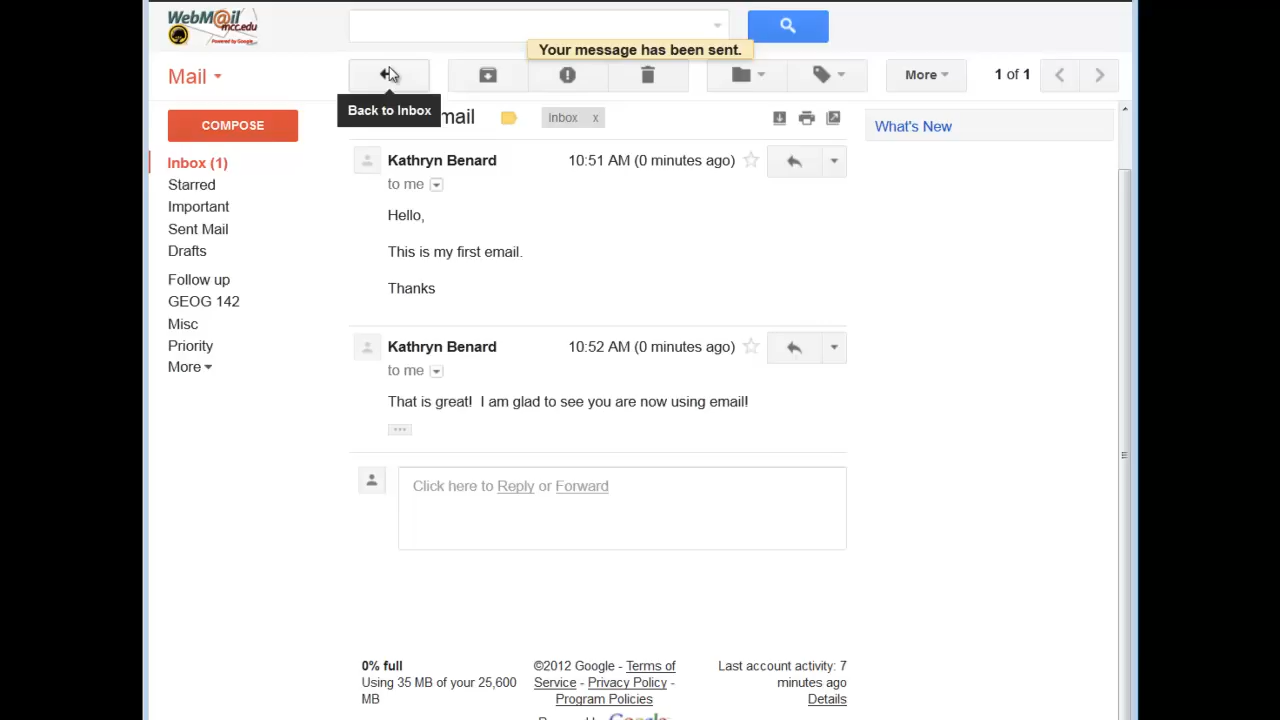 WebM@il
mcc.edu
Powered by Google
Your message has been sent.
Mail
More
1 of 1
Back to Inbox
mail
Inbox x
What's New
COMPOSE
Inbox (1)
Starred
Important
Sent Mail
Drafts
Follow up
GEOG 142
Misc
Priority
More
Kathryn Benard 10:51 AM (0 minutes ago)
to me
Hello,
This is my first email.
Thanks
Kathryn Benard 10:52 AM (0 minutes ago)
to me
That is great!  I am glad to see you are now using email!
Click here to Reply or Forward
0% full
Using 35 MB of your 25,600
MB
©2012 Google - Terms of
Service - Privacy Policy -
Program Policies
Powered by Google
Last account activity: 7
minutes ago
Details